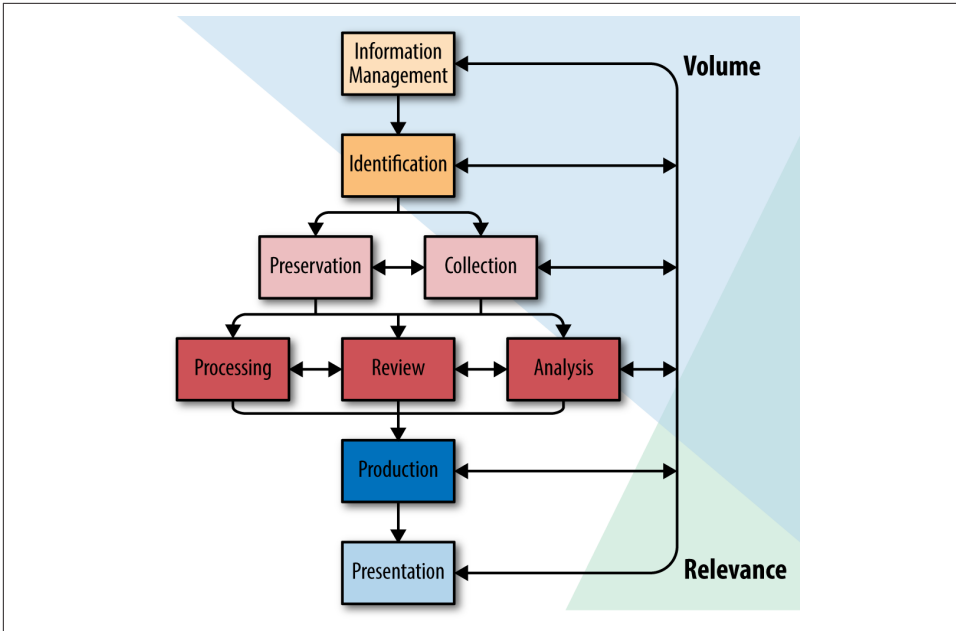 Information
Management
Volume
Identification
Preservation
Collection
Processing
Review
Analysis
Production
Presentation
Relevance